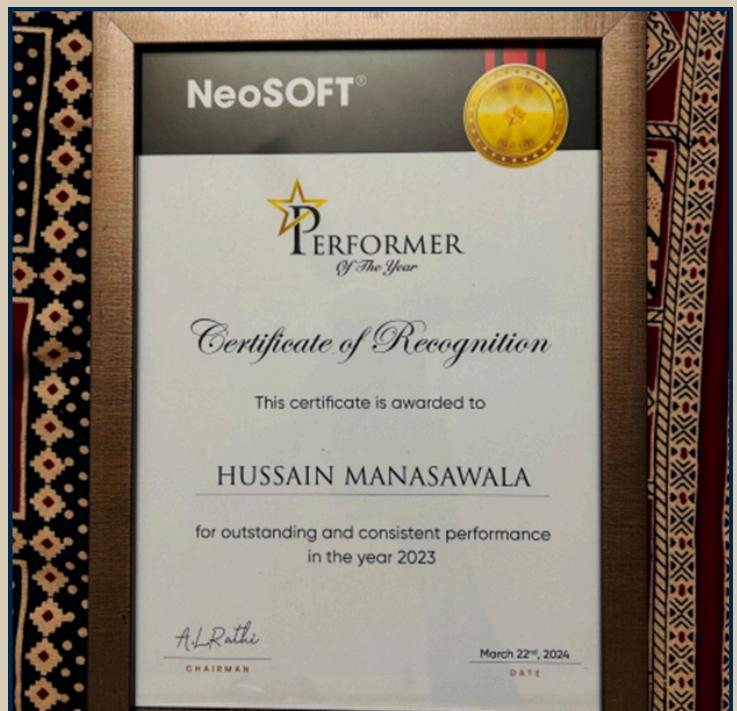 NeoSOFT®
PERFORMER
Of The Year
Certificate of Recognition
This certificate is awarded to
HUSSAIN MANASAWALA
for outstanding and consistent performance
in the year 2023
A.L.Rathi
CHAIRMAN
March 22nd, 2024
DATE